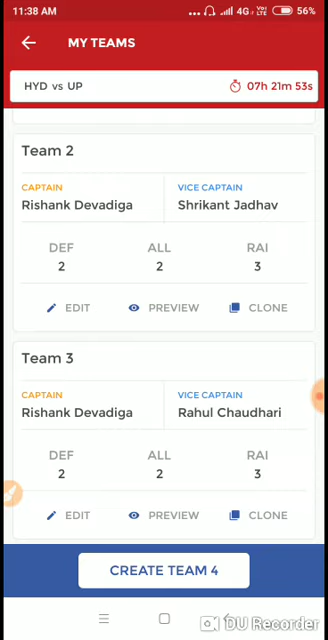 11:38 AM ... 4G VoLTE 56%
MY TEAMS
HYD vs UP 07h 21m 53s
Team 2
CAPTAIN VICE CAPTAIN
Rishank Devadiga Shrikant Jadhav
DEF ALL RAI
2 2 3
EDIT PREVIEW CLONE
Team 3
CAPTAIN VICE CAPTAIN
Rishank Devadiga Rahul Chaudhari
DEF ALL RAI
2 2 3
EDIT PREVIEW CLONE
CREATE TEAM 4
DU Recorder